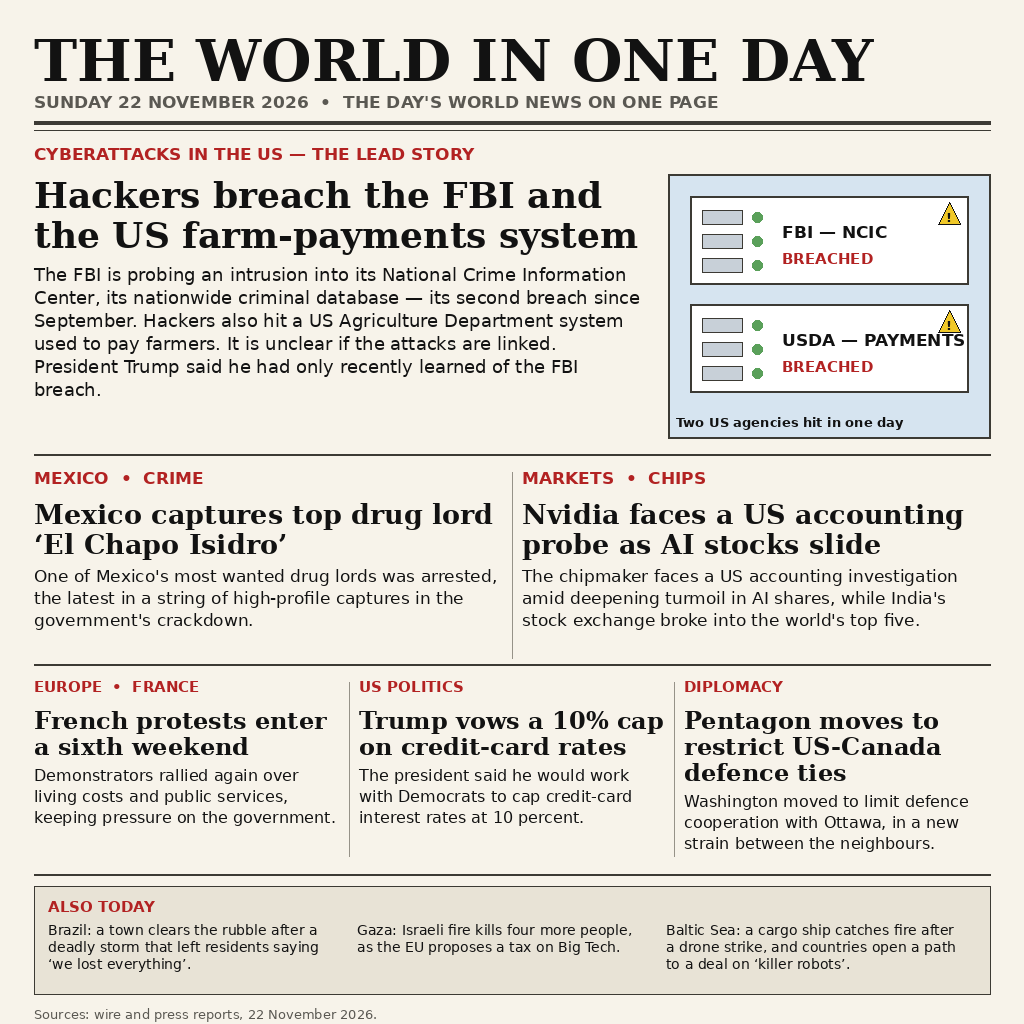 THE WORLD IN ONE DAY
SUNDAY 22 NOVEMBER 2026 • THE DAY'S WORLD NEWS ON ONE PAGE
CYBERATTACKS IN THE US — THE LEAD STORY
Hackers breach the FBI and
the US farm-payments system
The FBI is probing an intrusion into its National Crime Information
Center, its nationwide criminal database — its second breach since
September. Hackers also hit a US Agriculture Department system
used to pay farmers. It is unclear if the attacks are linked.
President Trump said he had only recently learned of the FBI
breach.
!
FBI — NCIC
BREACHED
!
USDA — PAYMENTS
BREACHED
Two US agencies hit in one day
MEXICO • CRIME
Mexico captures top drug lord
‘El Chapo Isidro’
One of Mexico's most wanted drug lords was arrested,
the latest in a string of high-profile captures in the
government's crackdown.
MARKETS • CHIPS
Nvidia faces a US accounting
probe as AI stocks slide
The chipmaker faces a US accounting investigation
amid deepening turmoil in AI shares, while India's
stock exchange broke into the world's top five.
EUROPE • FRANCE
French protests enter
a sixth weekend
Demonstrators rallied again over
living costs and public services,
keeping pressure on the government.
US POLITICS
Trump vows a 10% cap
on credit-card rates
The president said he would work
with Democrats to cap credit-card
interest rates at 10 percent.
DIPLOMACY
Pentagon moves to
restrict US-Canada
defence ties
Washington moved to limit defence
cooperation with Ottawa, in a new
strain between the neighbours.
ALSO TODAY
Brazil: a town clears the rubble after a
deadly storm that left residents saying
‘we lost everything’.
Gaza: Israeli fire kills four more people,
as the EU proposes a tax on Big Tech.
Baltic Sea: a cargo ship catches fire after
a drone strike, and countries open a path
to a deal on ‘killer robots’.
Sources: wire and press reports, 22 November 2026.